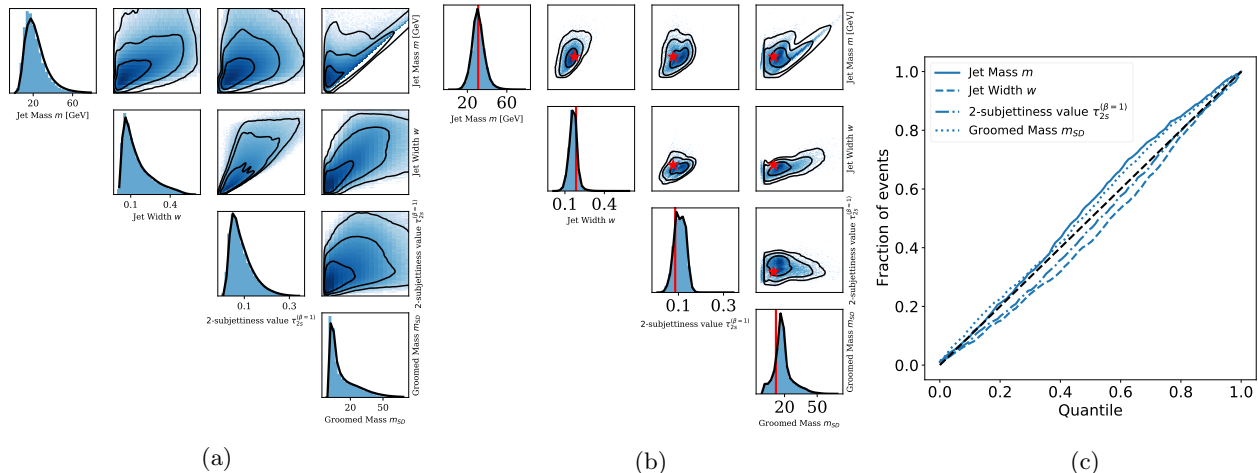 20 60
Jet Mass m [GeV]
Jet Mass m [GeV]
0.1 0.4
Jet Width w
Jet Width w
0.1 0.3
2-subjettiness value τ_{2s}^{(β=1)}
2-subjettiness value τ_{2s}^{(β=1)}
20 50
Groomed Mass m_{SD}
Groomed Mass m_{SD}
(a)
20 60
Jet Mass m [GeV]
Jet Mass m [GeV]
0.1 0.4
Jet Width w
Jet Width w
0.1 0.3
2-subjettiness value τ_{2s}^{(β=1)}
2-subjettiness value τ_{2s}^{(β=1)}
20 50
Groomed Mass m_{SD}
Groomed Mass m_{SD}
(b)
Jet Mass m
Jet Width w
2-subjettiness value τ_{2s}^{(β=1)}
Groomed Mass m_{SD}
Fraction of events
1.0
0.8
0.6
0.4
0.2
0.0
0.0 0.2 0.4 0.6 0.8 1.0
Quantile
(c)